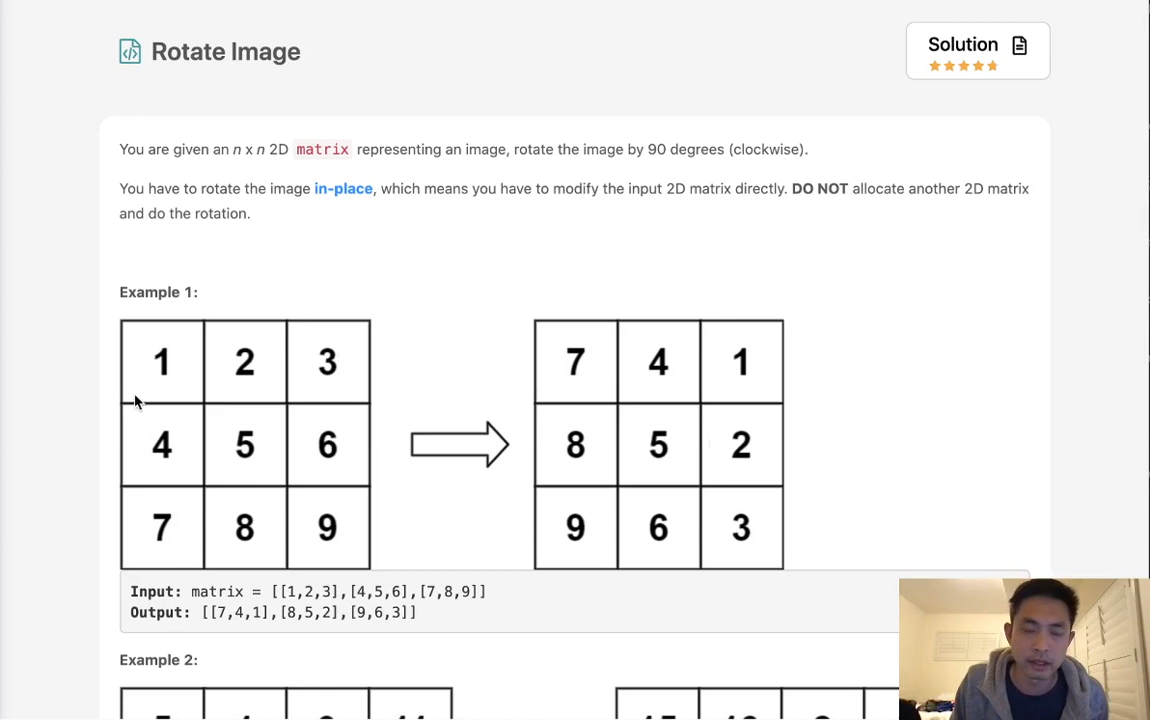 Rotate Image
Solution
You are given an n x n 2D matrix representing an image, rotate the image by 90 degrees (clockwise).
You have to rotate the image in-place, which means you have to modify the input 2D matrix directly. DO NOT allocate another 2D matrix
and do the rotation.
Example 1:
1 2 3 7 4 1
4 5 6 8 5 2
7 8 9 9 6 3
Input: matrix = [[1,2,3],[4,5,6],[7,8,9]]
Output: [[7,4,1],[8,5,2],[9,6,3]]
Example 2: